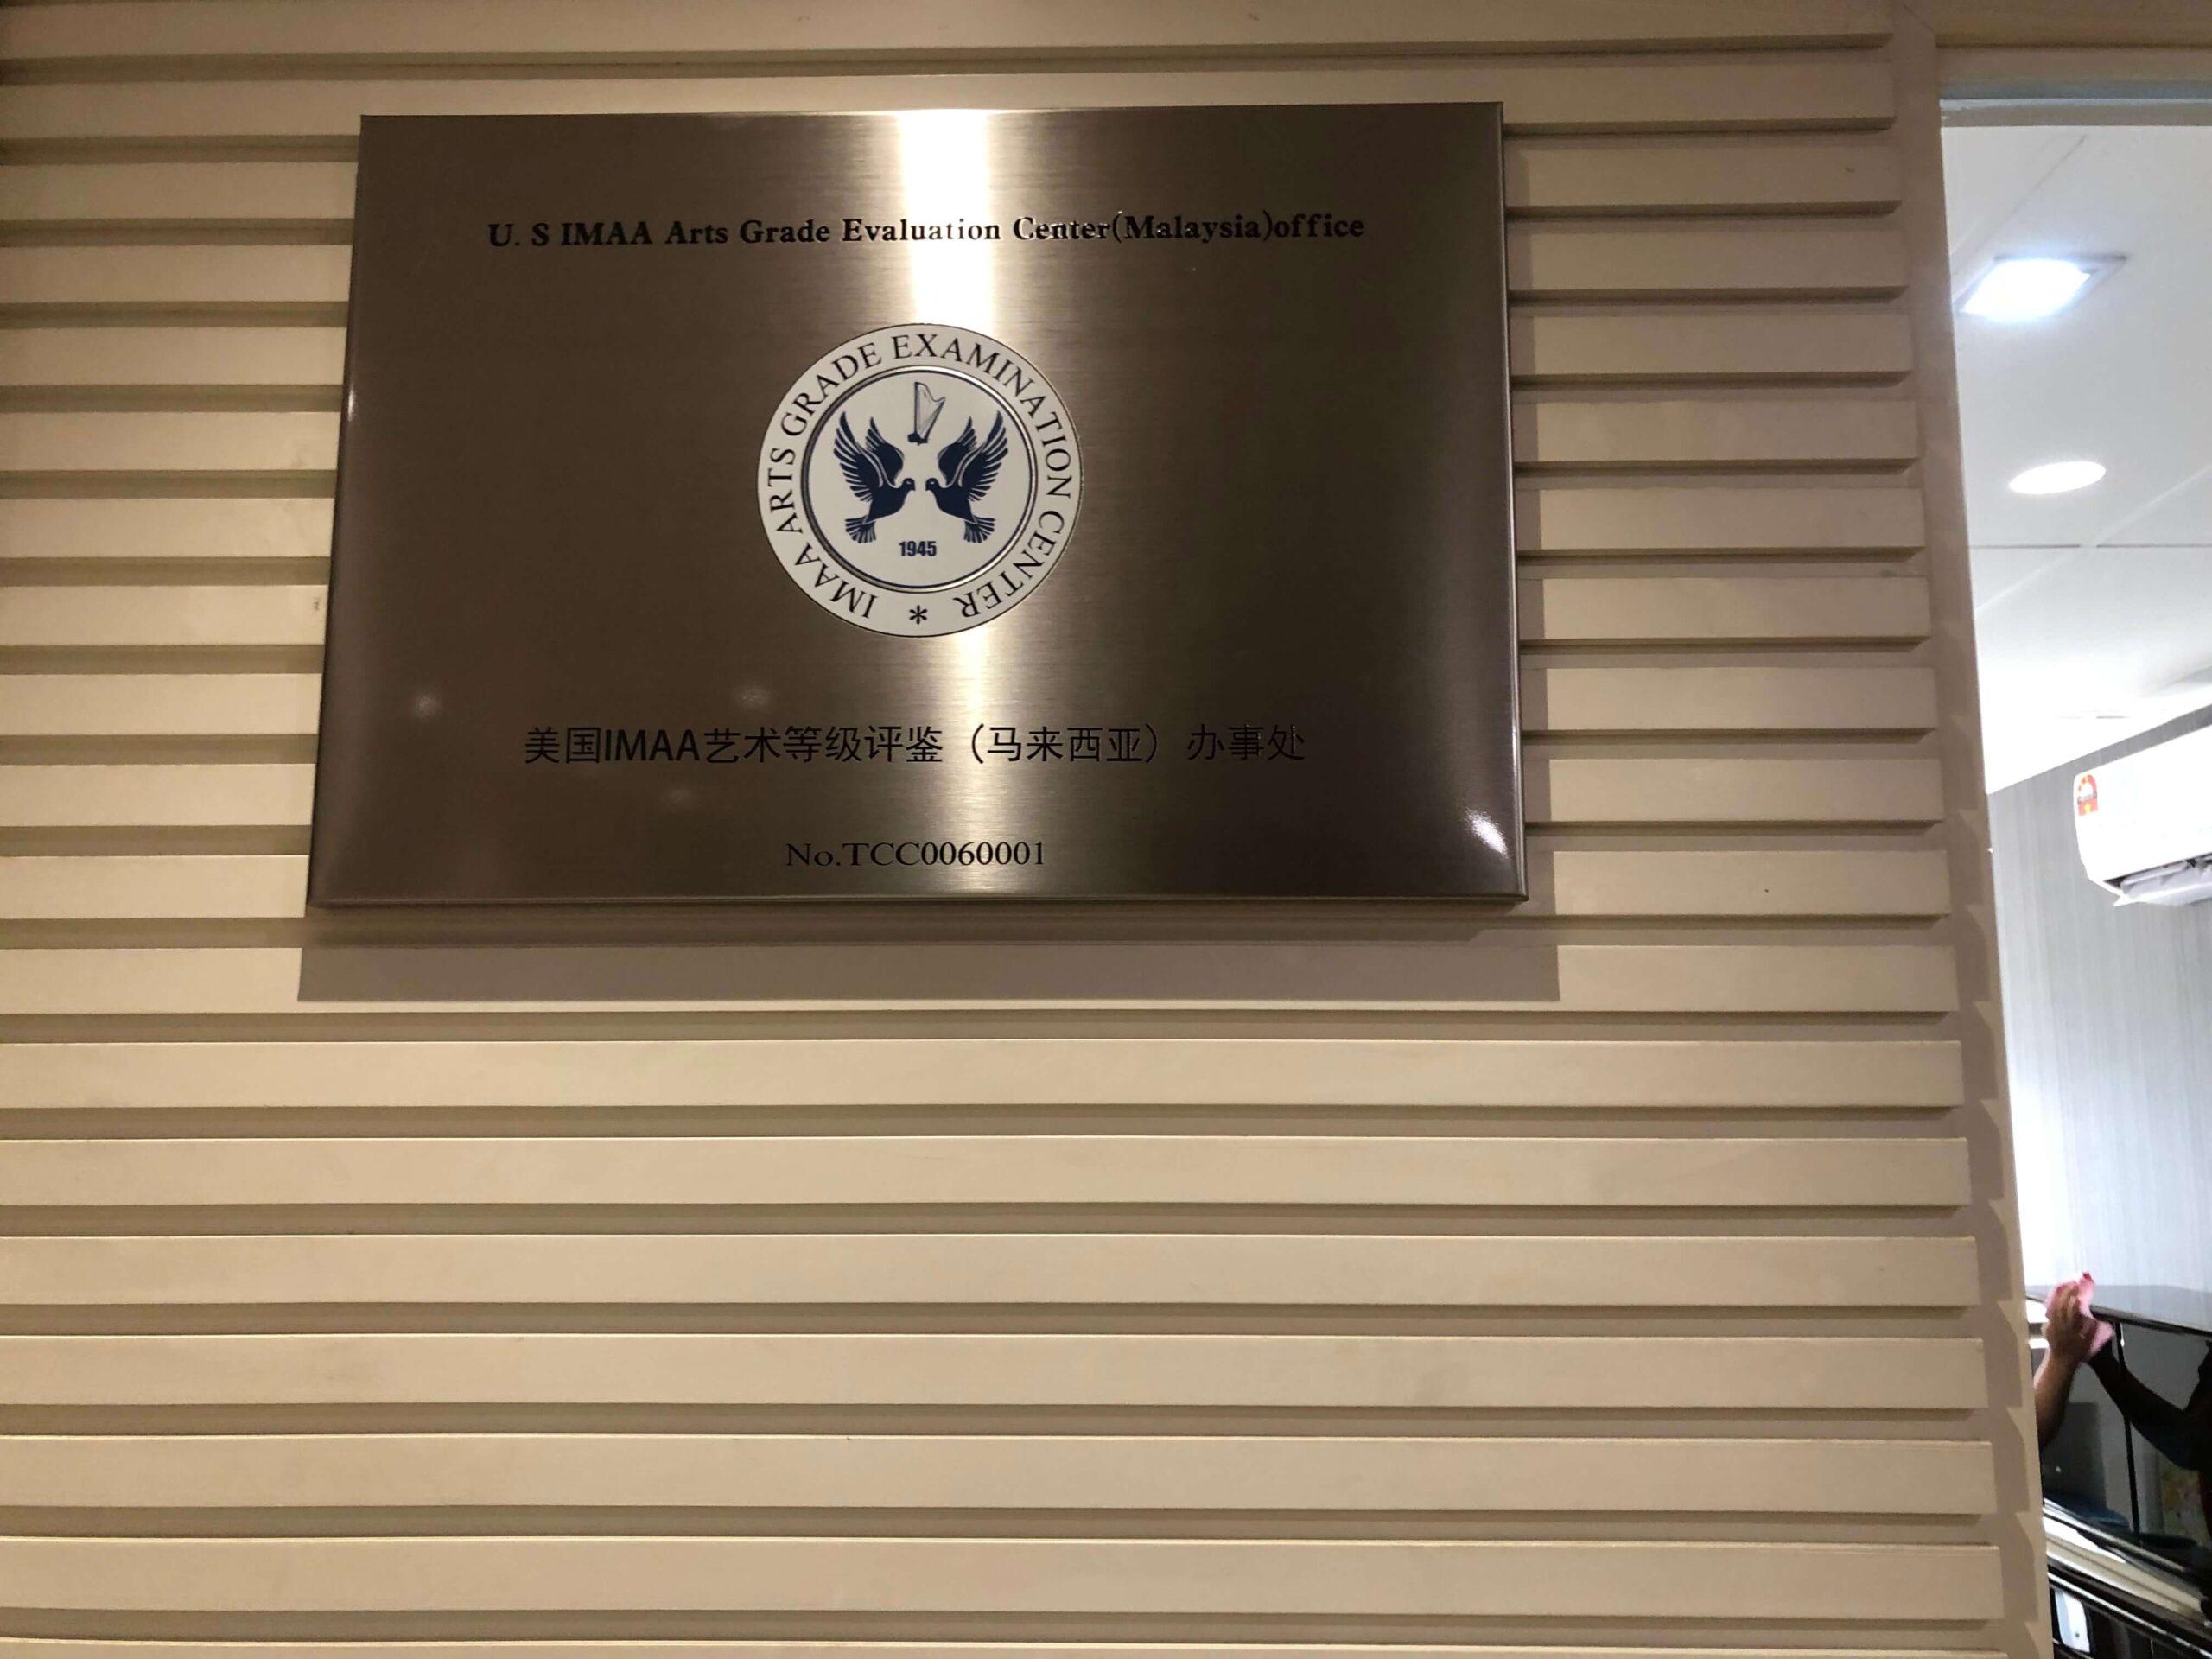 U. S IMAA Arts Grade Evaluation Center(Malaysia)office
IMAA ARTS GRADE EXAMINATION CENTER *
1945
美国IMAA艺术等级评鉴（马来西亚）办事处
No.TCC0060001